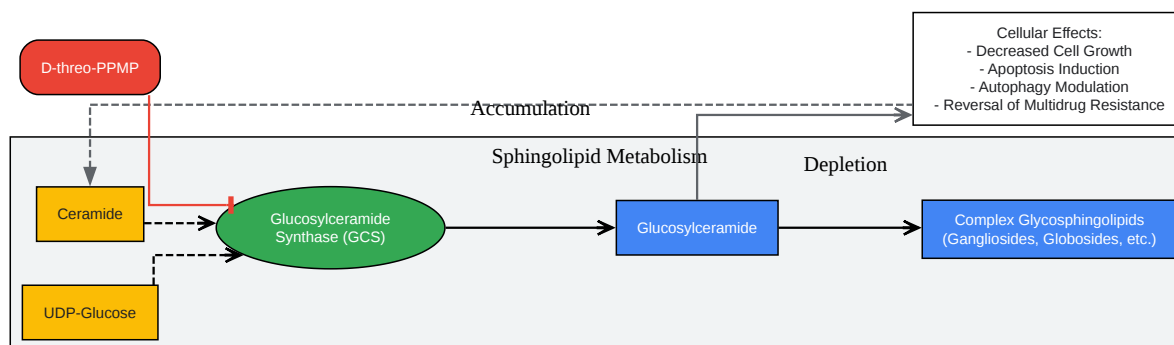 Cellular Effects:
- Decreased Cell Growth
- Apoptosis Induction
- Autophagy Modulation
- Reversal of Multidrug Resistance
D-threo-PPMP
Accumulation
Sphingolipid Metabolism
Depletion
Ceramide
Glucosylceramide
Synthase (GCS)
Glucosylceramide
Complex Glycosphingolipids
(Gangliosides, Globosides, etc.)
UDP-Glucose